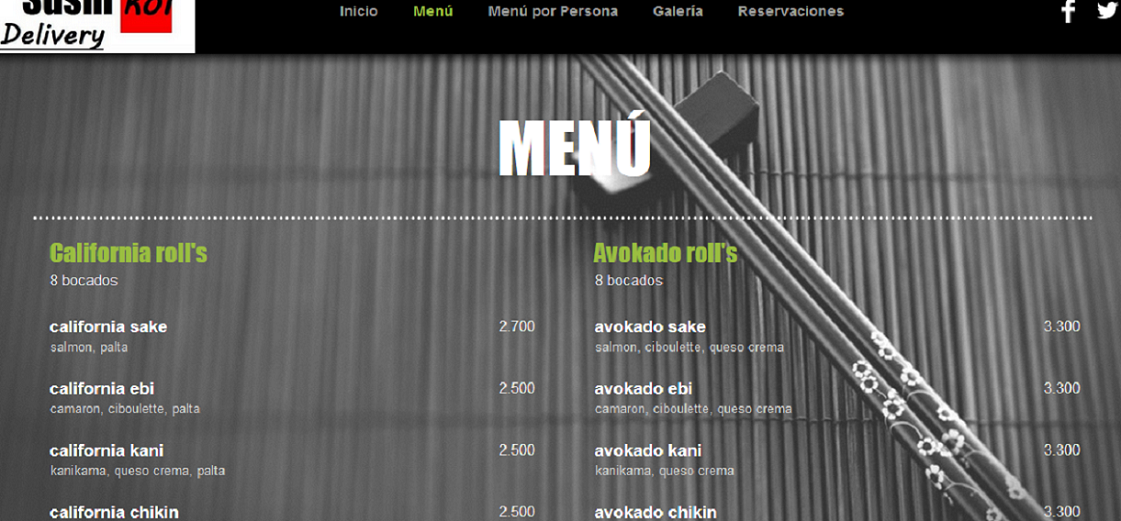 Sushi Koi
Delivery
Inicio Menú Menú por Persona Galería Reservaciones
MENÚ
California roll's
8 bocados
california sake 2.700
salmon, palta
california ebi 2.500
camaron, ciboulette, palta
california kani 2.500
kanikama, queso crema, palta
california chikin 2.500
Avokado roll's
8 bocados
avokado sake 3.300
salmon, ciboulette, queso crema
avokado ebi 3.300
camaron, ciboulette, queso crema
avokado kani 3.300
kanikama, queso crema
avokado chikin 3.300